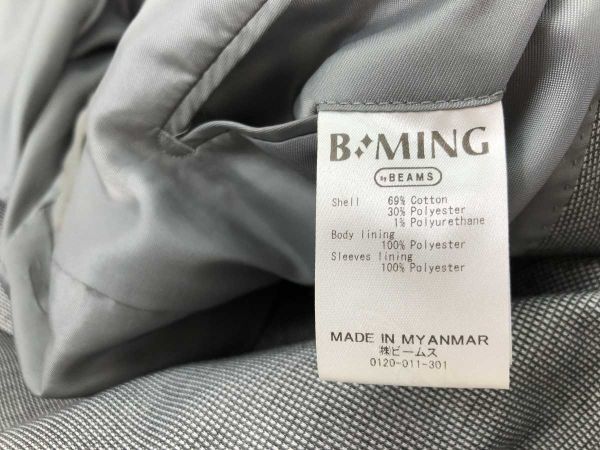 B✦MING
by BEAMS
Shell 69% Cotton
30% Polyester
1% Polyurethane
Body lining
100% Polyester
Sleeves lining
100% Polyester
MADE IN MYANMAR
㈱ビームス
0120-011-301